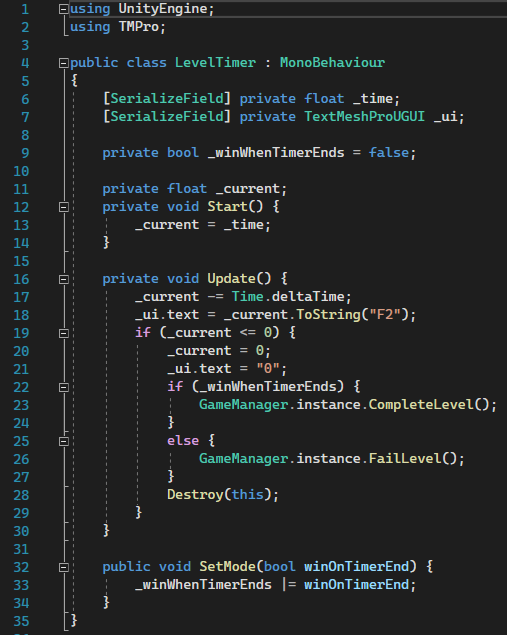 1 using UnityEngine;
2 using TMPro;
3
4 public class LevelTimer : MonoBehaviour
5 {
6     [SerializeField] private float _time;
7     [SerializeField] private TextMeshProUGUI _ui;
8
9     private bool _winWhenTimerEnds = false;
10
11     private float _current;
12     private void Start() {
13         _current = _time;
14     }
15
16     private void Update() {
17         _current -= Time.deltaTime;
18         _ui.text = _current.ToString("F2");
19         if (_current <= 0) {
20             _current = 0;
21             _ui.text = "0";
22             if (_winWhenTimerEnds) {
23                 GameManager.instance.CompleteLevel();
24             }
25             else {
26                 GameManager.instance.FailLevel();
27             }
28             Destroy(this);
29         }
30     }
31
32     public void SetMode(bool winOnTimerEnd) {
33         _winWhenTimerEnds |= winOnTimerEnd;
34     }
35 }